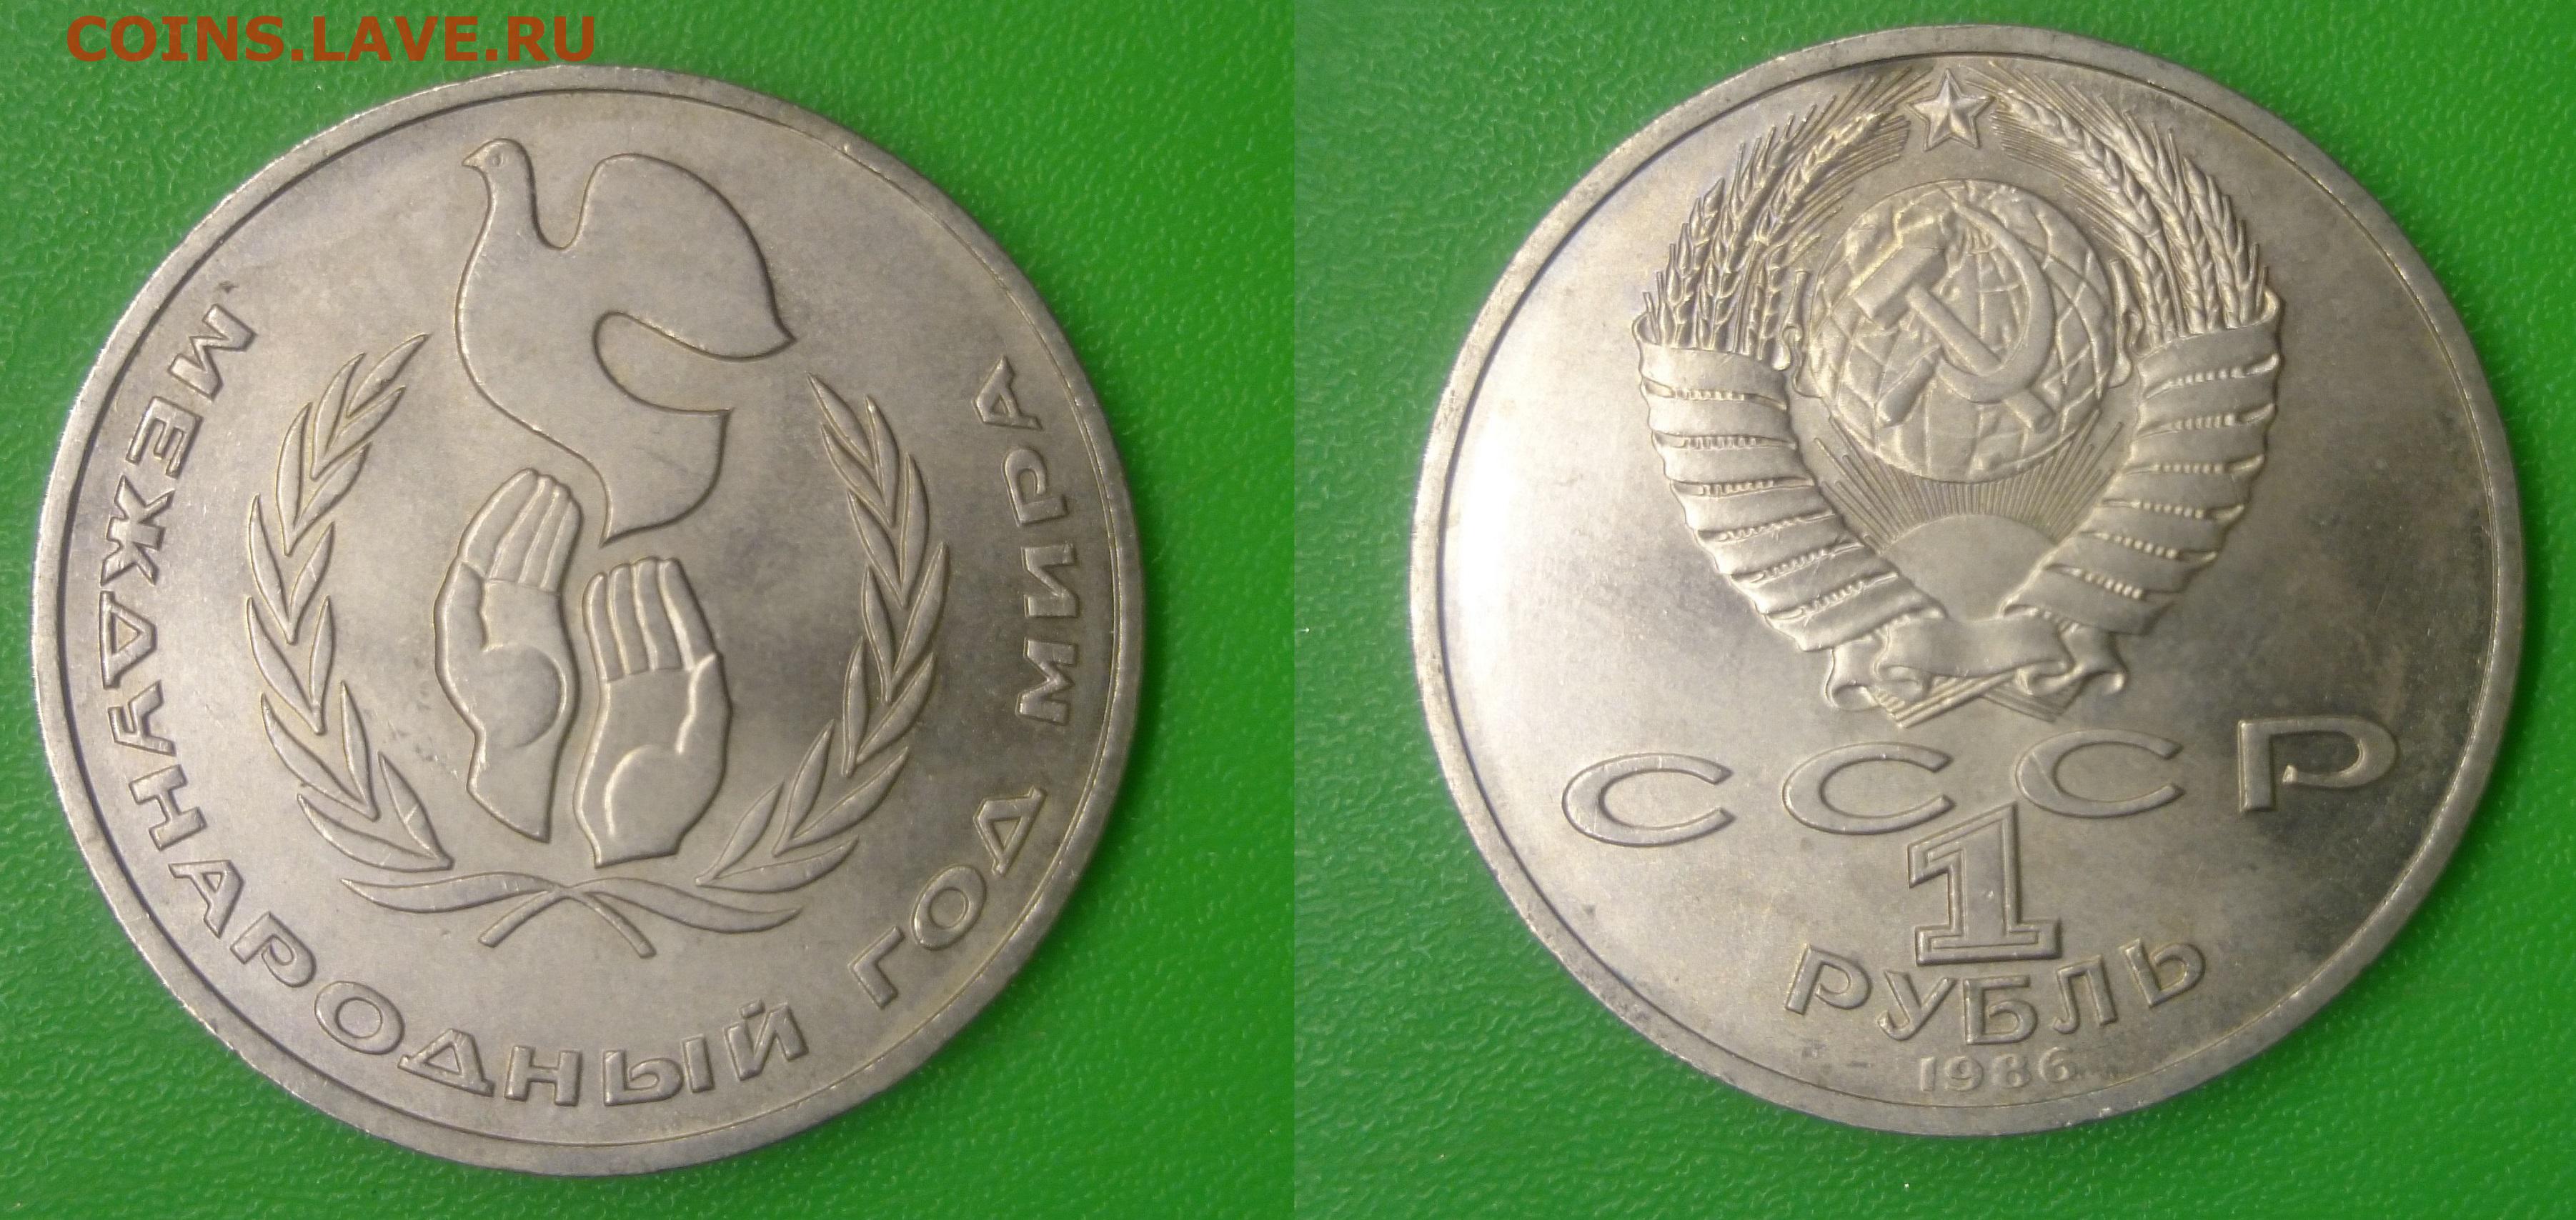 COINS.LAVE.RU
МЕЖДУНАРОДНЫЙ ГОД МИРА
СССР
1
РУБЛЬ
1986